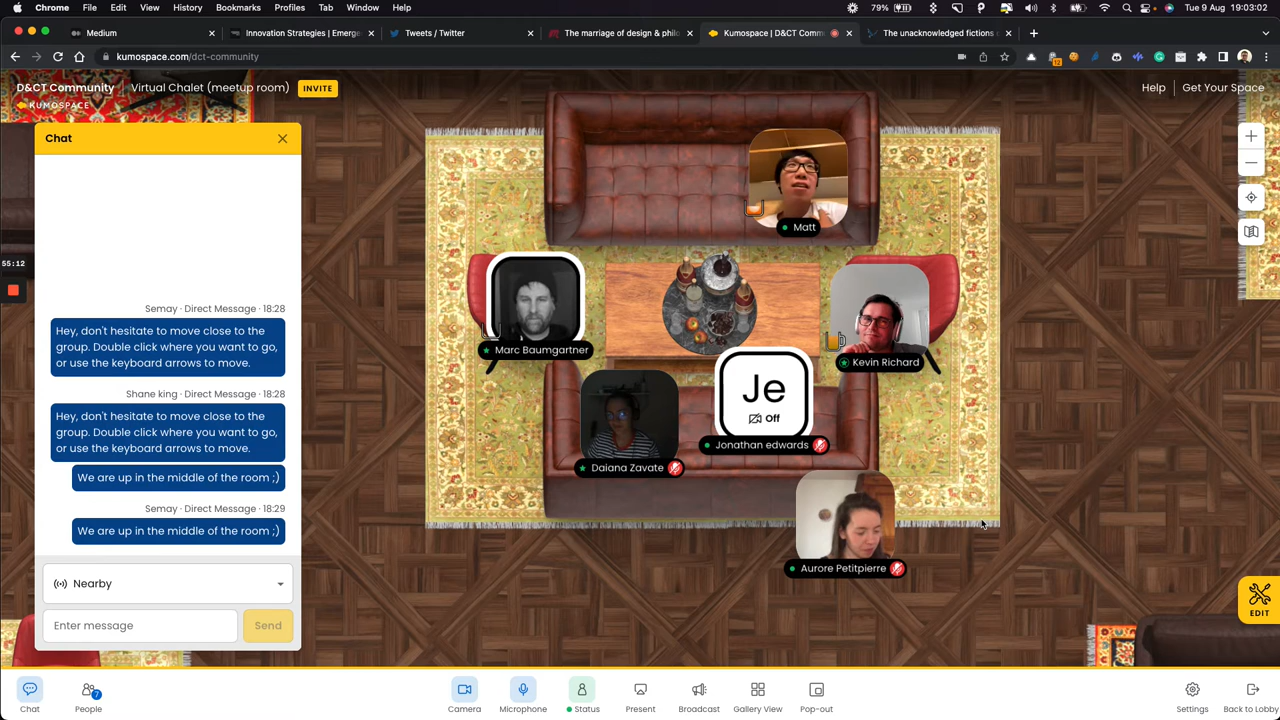 Chrome File Edit View History Bookmarks Profiles Tab Window Help 79% Tue 9 Aug 19:03:02
Medium
Innovation Strategies | Emerge
Tweets / Twitter
The marriage of design & philo
Kumospace | D&CT Comm
The unacknowledged fictions
kumospace.com/dct-community
12
D&CT Community
Virtual Chalet (meetup room)
INVITE
Help
Get Your Space
KUMOSPACE
Chat
55:12
Semay · Direct Message · 18:28
Hey, don't hesitate to move close to the
group. Double click where you want to go,
or use the keyboard arrows to move.
Shane king · Direct Message · 18:28
Hey, don't hesitate to move close to the
group. Double click where you want to go,
or use the keyboard arrows to move.
We are up in the middle of the room ;)
Semay · Direct Message · 18:29
We are up in the middle of the room ;)
Nearby
Enter message
Send
Matt
Marc Baumgartner
Kevin Richard
Je
Off
Jonathan edwards
Daiana Zavate
Aurore Petitpierre
EDIT
Chat
7
People
Camera
Microphone
Status
Present
Broadcast
Gallery View
Pop-out
Settings
Back to Lobby